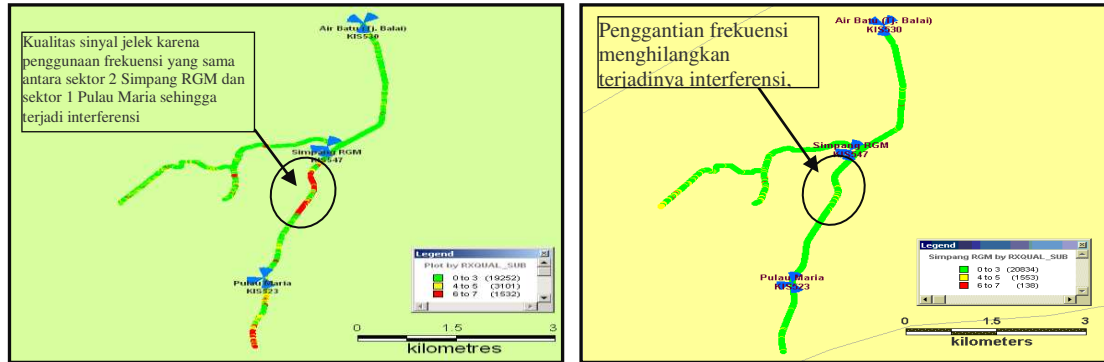 Kualitas sinyal jelek karena
penggunaan frekuensi yang sama
antara sektor 2 Simpang RGM dan
sektor 1 Pulau Maria sehingga
terjadi interferensi
Air Batu (Tj. Balai)
KIS530
Simpang RGM
KIS547
Pulau Maria
KIS523
Legend
Plot by RXQUAL_SUB
0 to 3 (19252)
4 to 5 (3101)
6 to 7 (1532)
0 1.5 3
kilometres
Penggantian frekuensi
menghilangkan
terjadinya interferensi.
Air Batu (Tj. Balai)
KIS530
Simpang RGM
KIS547
Pulau Maria
KIS523
Legend
Simpang RGM by RXQUAL_SUB
0 to 3 (20834)
4 to 5 (1553)
6 to 7 (138)
0 1.5 3
kilometers